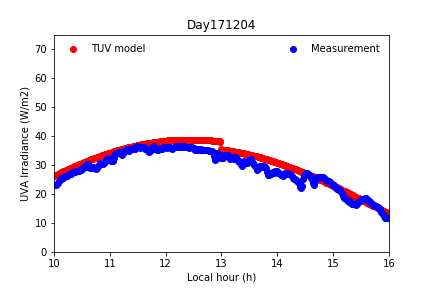 Day171204
TUV model
Measurement
UVA Irradiance (W/m2)
70
60
50
40
30
20
10
0
10 11 12 13 14 15 16
Local hour (h)